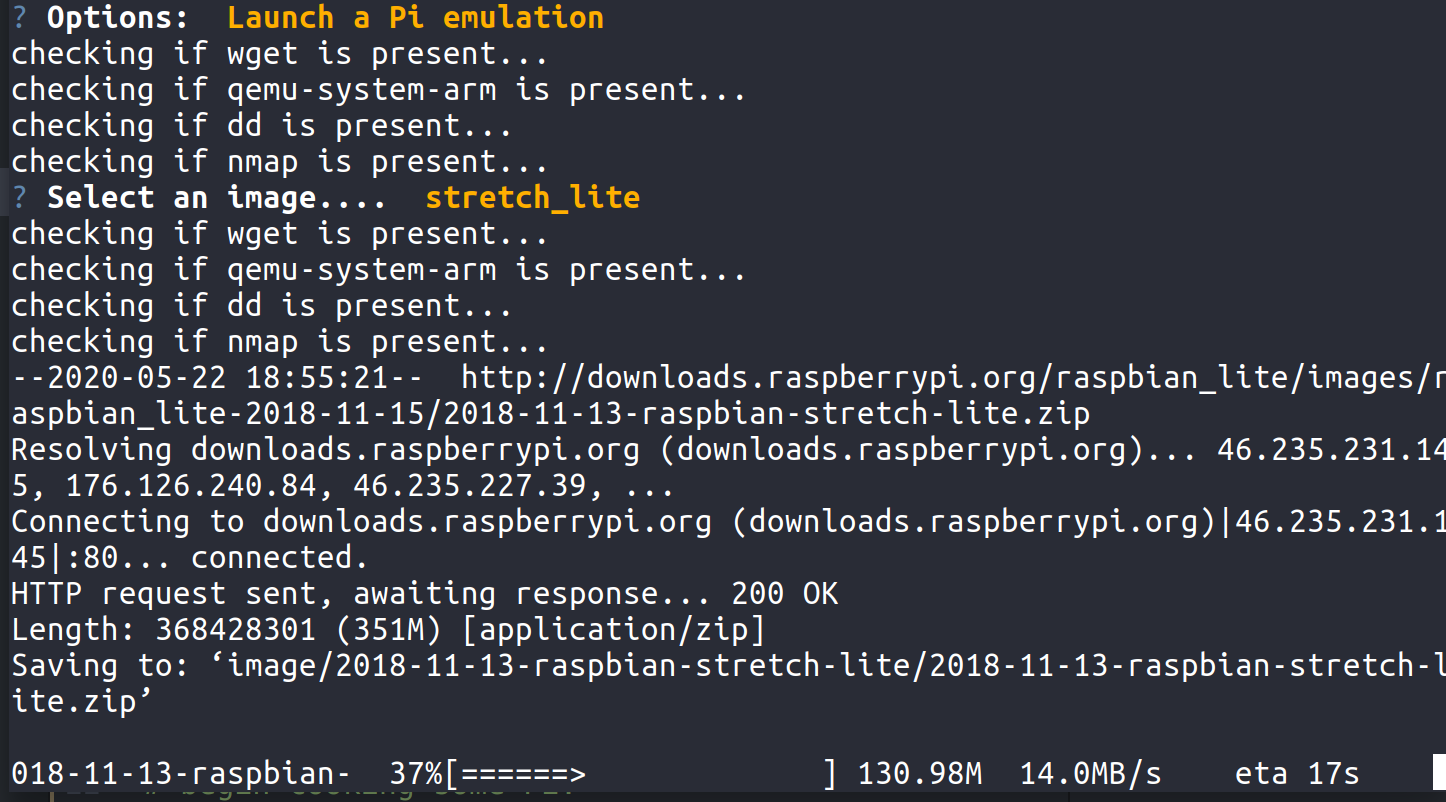 ? Options:  Launch a Pi emulation
checking if wget is present...
checking if qemu-system-arm is present...
checking if dd is present...
checking if nmap is present...
? Select an image....  stretch_lite
checking if wget is present...
checking if qemu-system-arm is present...
checking if dd is present...
checking if nmap is present...
--2020-05-22 18:55:21--  http://downloads.raspberrypi.org/raspbian_lite/images/r
aspbian_lite-2018-11-15/2018-11-13-raspbian-stretch-lite.zip
Resolving downloads.raspberrypi.org (downloads.raspberrypi.org)... 46.235.231.14
5, 176.126.240.84, 46.235.227.39, ...
Connecting to downloads.raspberrypi.org (downloads.raspberrypi.org)|46.235.231.1
45|:80... connected.
HTTP request sent, awaiting response... 200 OK
Length: 368428301 (351M) [application/zip]
Saving to: ‘image/2018-11-13-raspbian-stretch-lite/2018-11-13-raspbian-stretch-l
ite.zip’
018-11-13-raspbian-  37%[======>             ] 130.98M  14.0MB/s    eta 17s